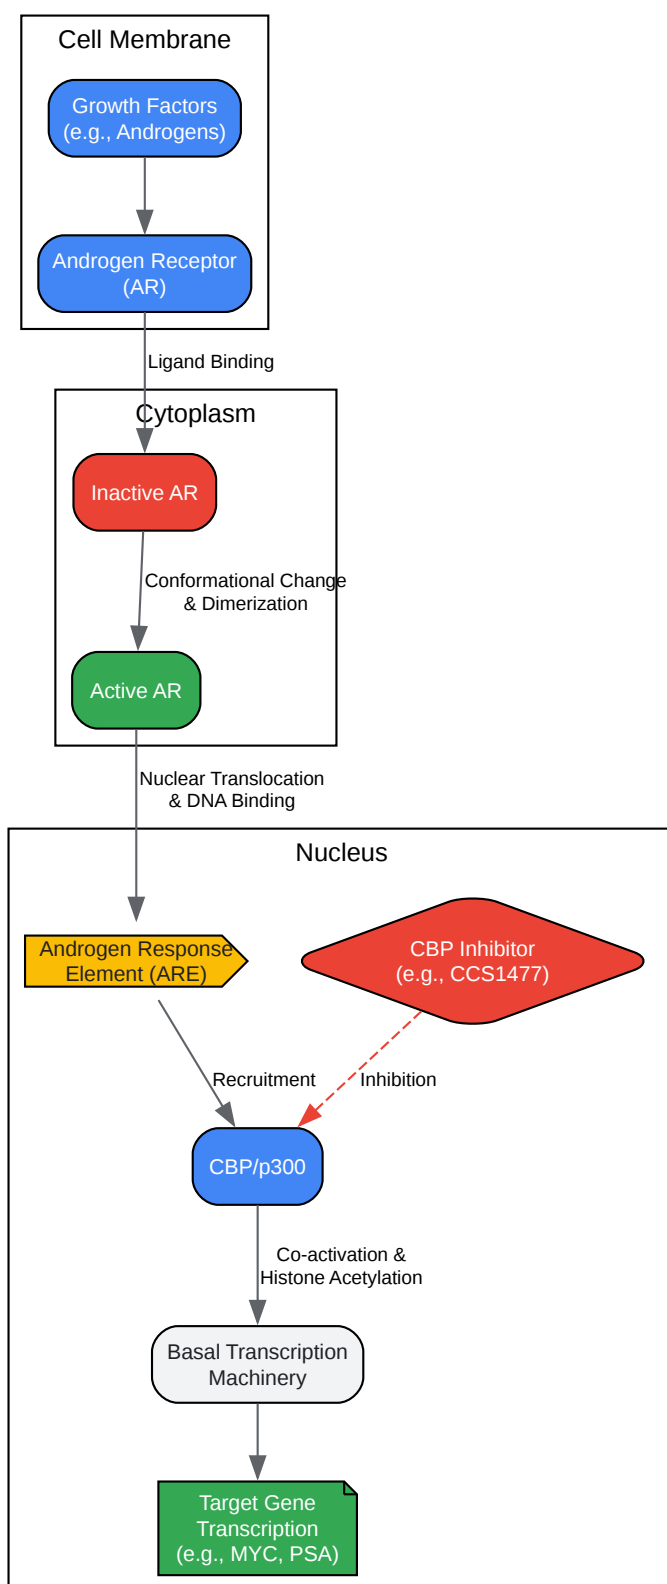 Cell Membrane
Growth Factors
(e.g., Androgens)
Androgen Receptor
(AR)
Ligand Binding
Cytoplasm
Inactive AR
Conformational Change
& Dimerization
Active AR
Nuclear Translocation
& DNA Binding
Nucleus
Androgen Response
Element (ARE)
CBP Inhibitor
(e.g., CCS1477)
Recruitment
Inhibition
CBP/p300
Co-activation &
Histone Acetylation
Basal Transcription
Machinery
Target Gene
Transcription
(e.g., MYC, PSA)